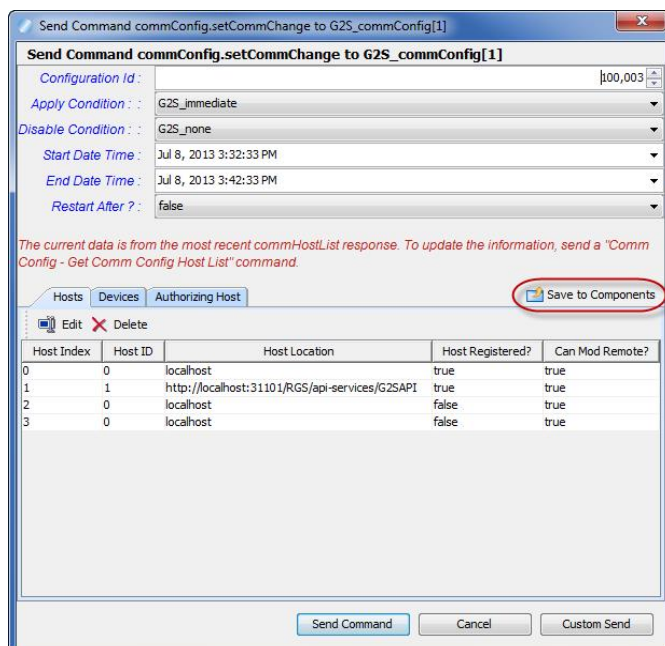 Send Command commConfig.setCommChange to G2S_commConfig[1]
Send Command commConfig.setCommChange to G2S_commConfig[1]
Configuration Id : 100,003
Apply Condition : : G2S_immediate
Disable Condition : : G2S_none
Start Date Time : Jul 8, 2013 3:32:33 PM
End Date Time : Jul 8, 2013 3:42:33 PM
Restart After ? : false
The current data is from the most recent commHostList response. To update the information, send a "Comm
Config - Get Comm Config Host List" command.
Hosts Devices Authorizing Host Save to Components
Edit Delete
Host Index Host ID Host Location Host Registered? Can Mod Remote?
0 0 localhost true true
1 1 http://localhost:31101/RGS/api-services/G2SAPI true true
2 0 localhost false true
3 0 localhost false true
Send Command Cancel Custom Send